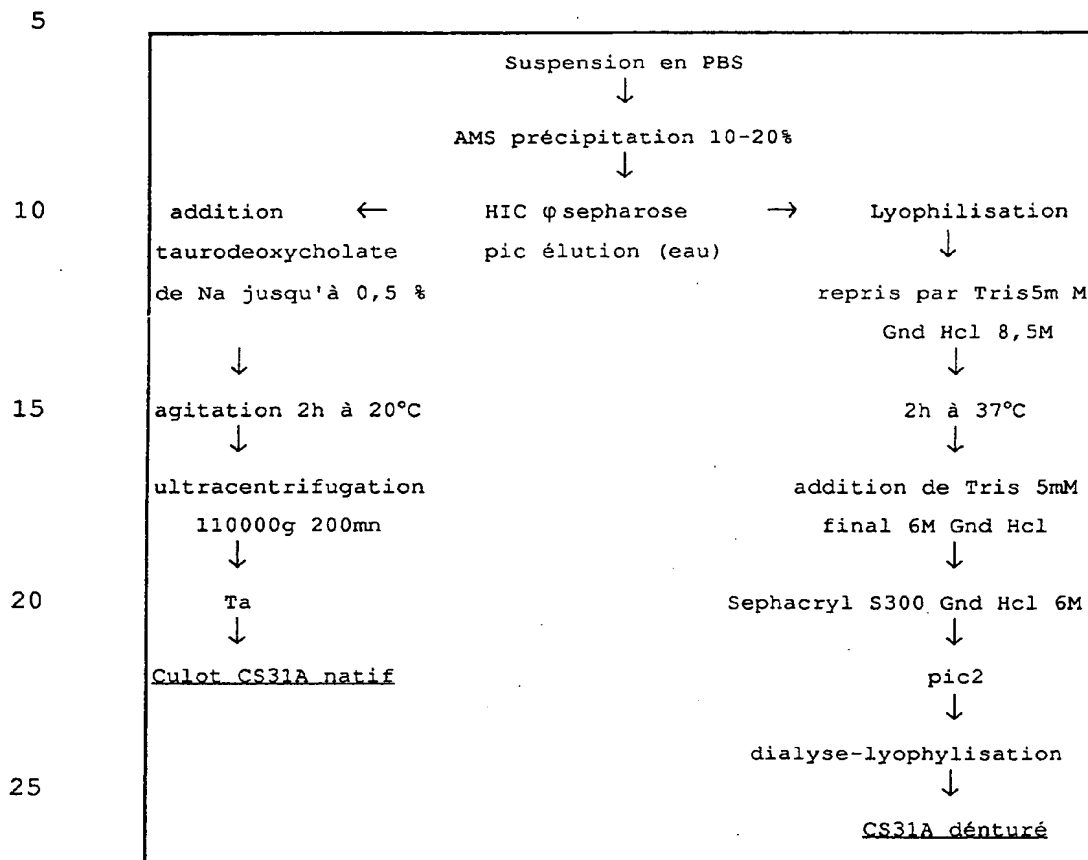 5
Suspension en PBS
↓
AMS précipitation 10-20%
↓
10 addition ← HIC φ sepharose → Lyophilisation
taurodeoxycholate pic élution (eau) ↓
de Na jusqu'à 0,5 % repris par Tris5m M
Gnd Hcl 8,5M
↓ ↓
15 agitation 2h à 20°C 2h à 37°C
↓ ↓
ultracentrifugation addition de Tris 5mM
110000g 200mn final 6M Gnd Hcl
↓ ↓
20 Ta Sephacryl S300 Gnd Hcl 6M
↓ ↓
Culot CS31A natif pic2
↓
dialyse-lyophylisation
25 ↓
CS31A dénturé